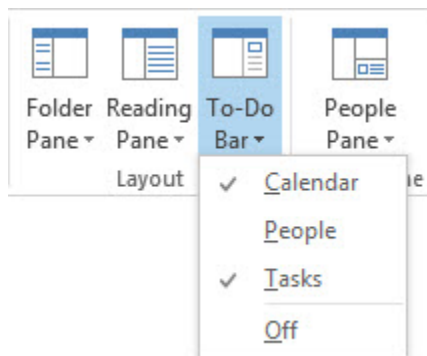 Folder Reading To-Do People
Pane Pane Bar Pane
Layout
Calendar
People
Tasks
Off